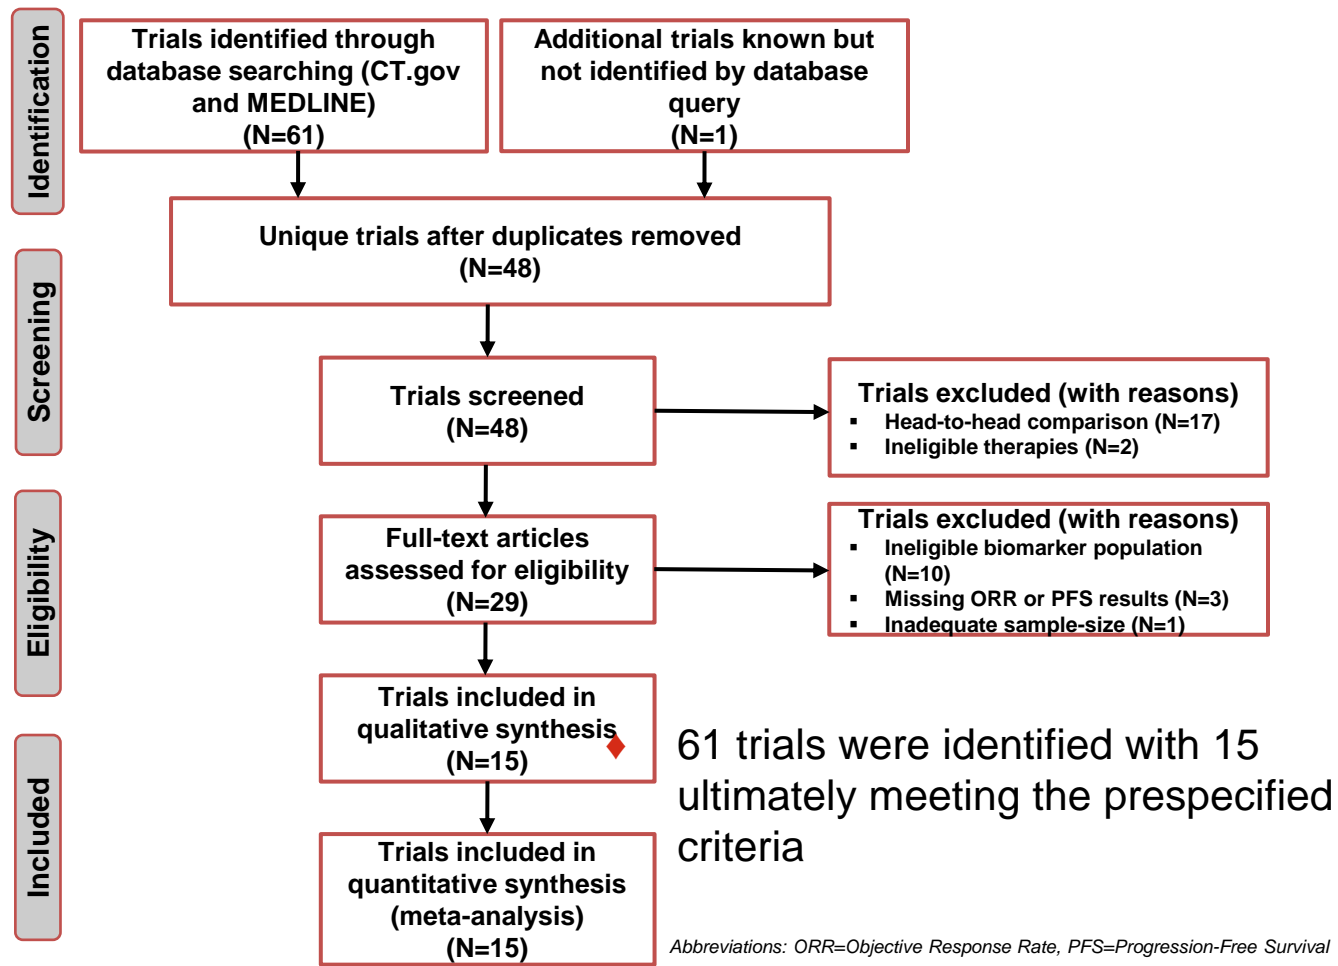 Identification
Trials identified through
database searching (CT.gov
and MEDLINE)
(N=61)
Additional trials known but
not identified by database
query
(N=1)
Unique trials after duplicates removed
(N=48)
Screening
Trials screened
(N=48)
Trials excluded (with reasons)
▪ Head-to-head comparison (N=17)
▪ Ineligible therapies (N=2)
Eligibility
Full-text articles
assessed for eligibility
(N=29)
Trials excluded (with reasons)
▪ Ineligible biomarker population
(N=10)
▪ Missing ORR or PFS results (N=3)
▪ Inadequate sample-size (N=1)
Trials included in
qualitative synthesis
(N=15)
61 trials were identified with 15
ultimately meeting the prespecified
criteria
Included
Trials included in
quantitative synthesis
(meta-analysis)
(N=15)
Abbreviations: ORR=Objective Response Rate, PFS=Progression-Free Survival